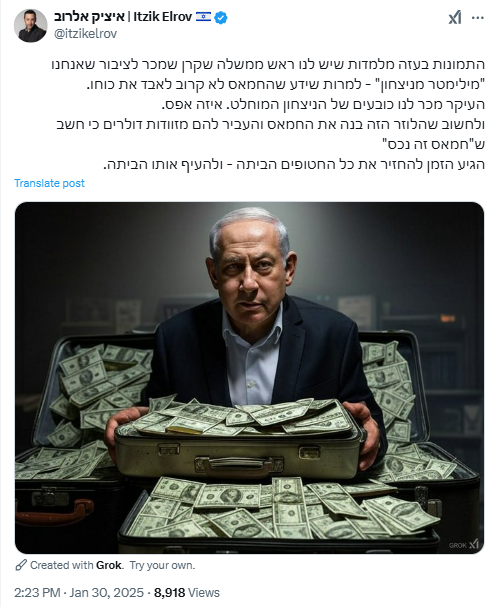 איציק אלרוב | Itzik Elrov 🇮🇱
@itzikelrov
התמונות בעזה מלמדות שיש לנו ראש ממשלה שקרן שמכר לציבור שאנחנו
"מילימטר מניצחון" - למרות שידע שהחמאס לא קרוב לאבד את כוחו.
העיקר מכר לנו כובעים של הניצחון המוחלט. איזה אפס.
ולחשוב שהלוזר הזה בנה את החמאס והעביר להם מזוודות דולרים כי חשב
ש"חמאס זה נכס"
הגיע הזמן להחזיר את כל החטופים הביתה - ולהעיף אותו הביתה.
Translate post
GROK
Created with Grok. Try your own.
2:23 PM · Jan 30, 2025 · 8,918 Views